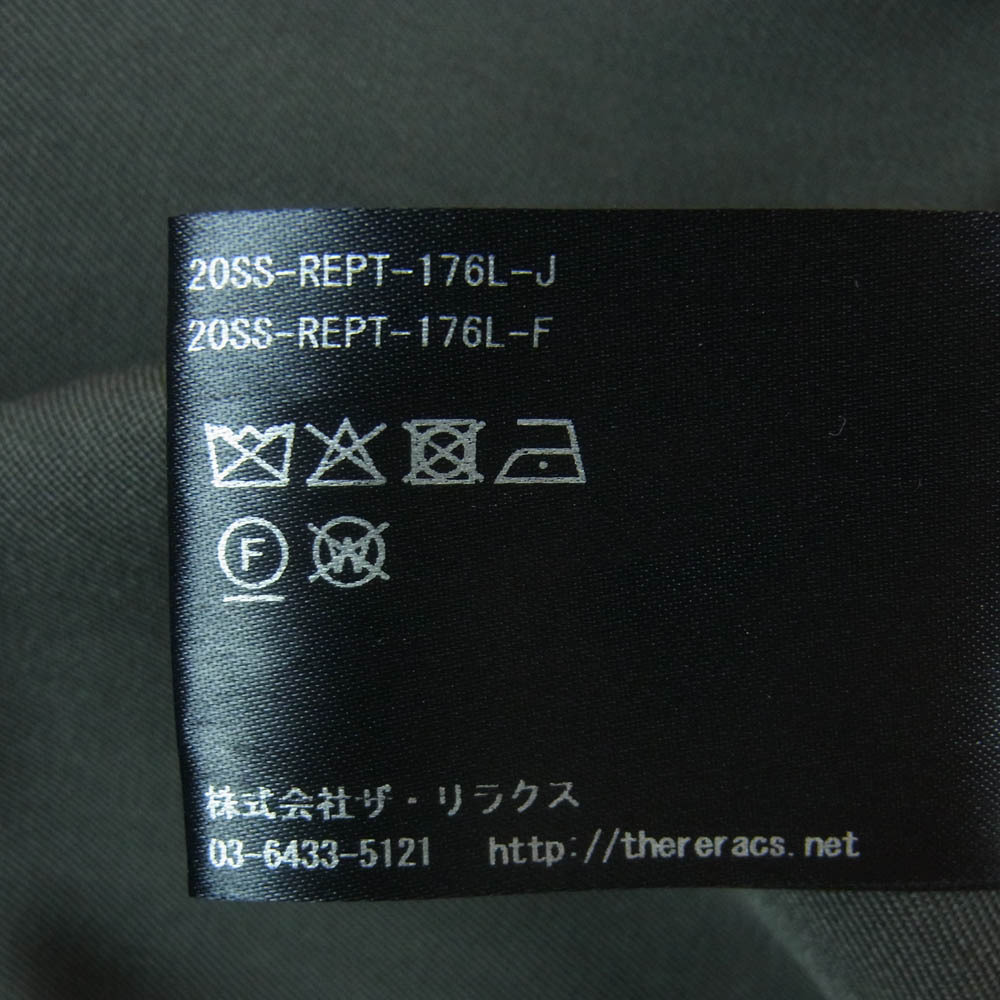 20SS-REPT-176L-J
20SS-REPT-176L-F
F W
株式会社ザ・リラクス
03-6433-5121 http://thereracs.net